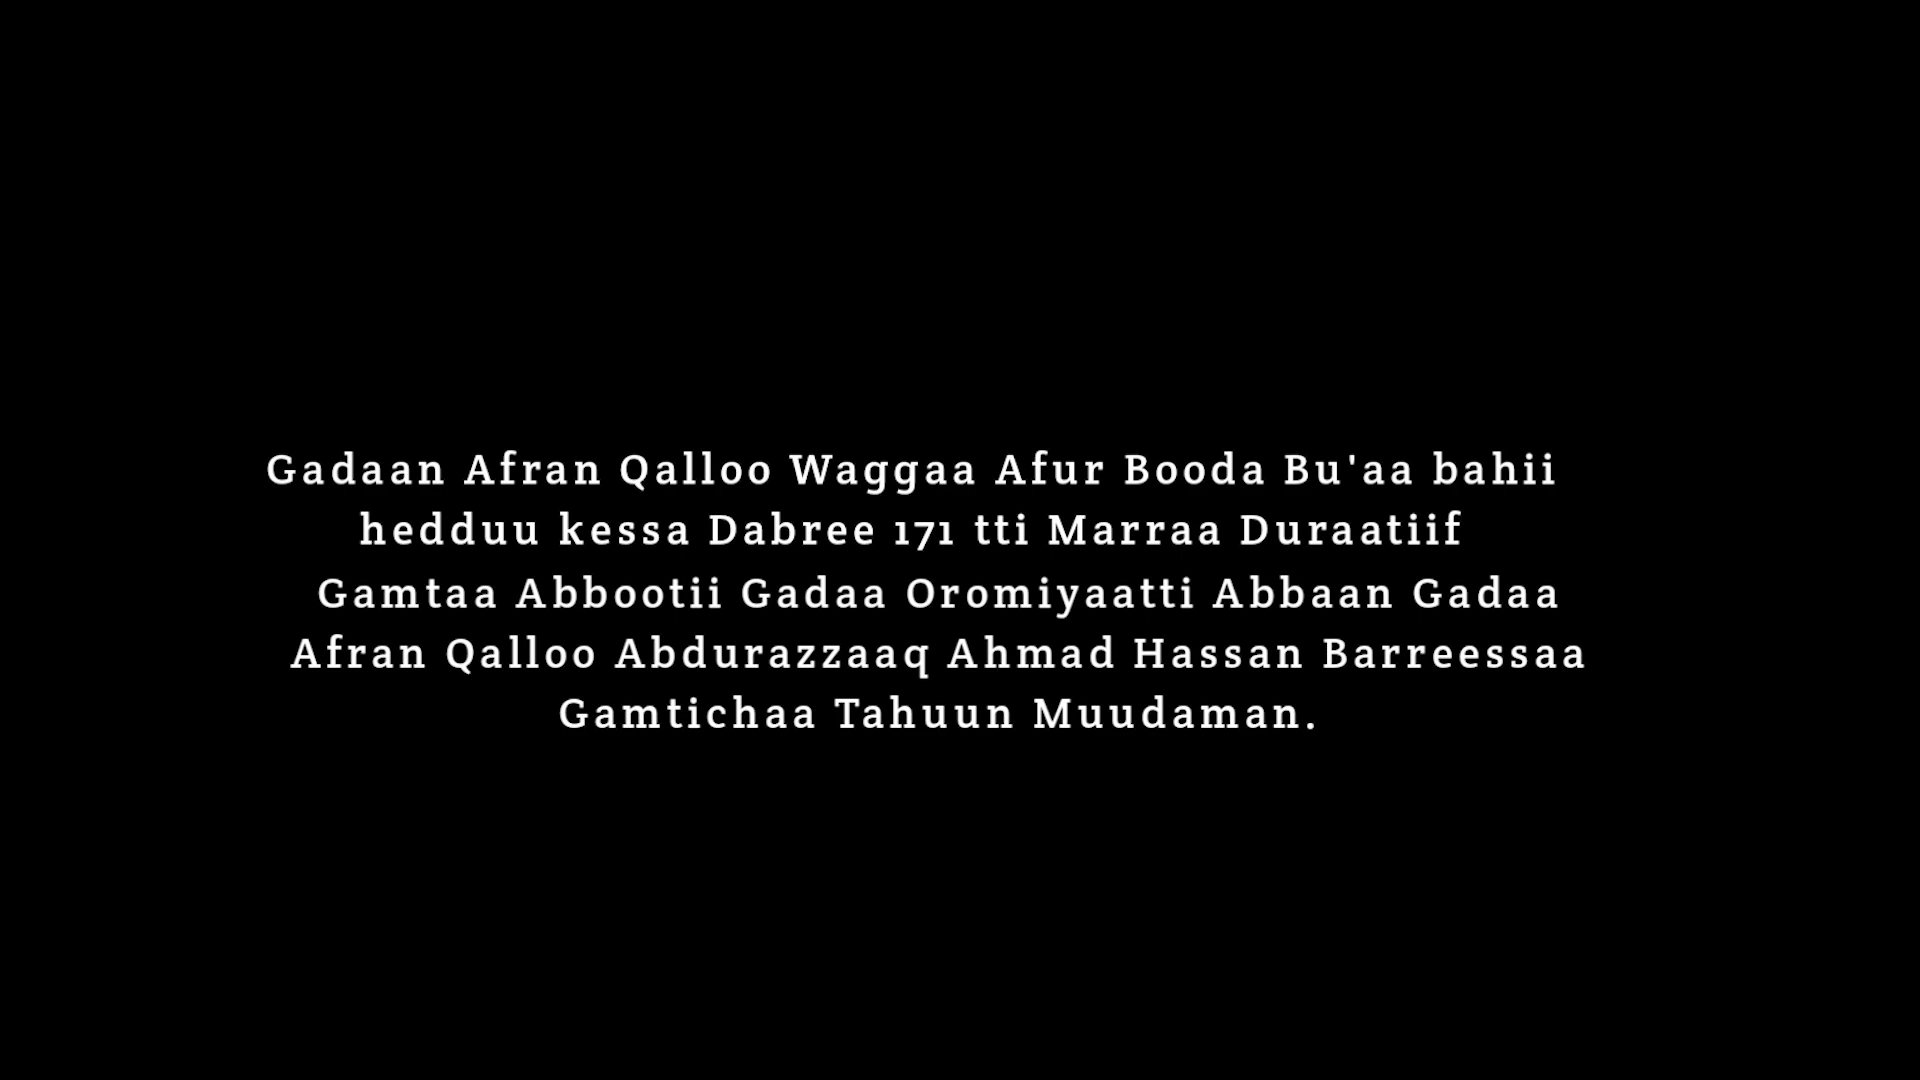 Gadaan Afran Qalloo Waggaa Afur Booda Bu'aa bahii
hedduu kessa Dabree 171 tti Marraa Duraatiif
Gamtaa Abbootii Gadaa Oromiyaatti Abbaan Gadaa
Afran Qalloo Abdurazzaaq Ahmad Hassan Barreessaa
Gamtichaa Tahuun Muudaman.